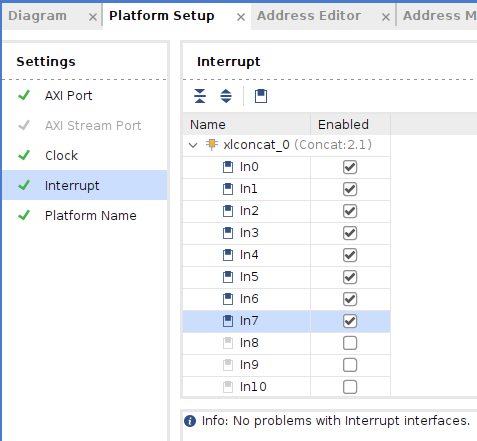 Diagram × Platform Setup × Address Editor × Address M
Settings
AXI Port
AXI Stream Port
Clock
Interrupt
Platform Name
Interrupt
Name Enabled
xlconcat_0 (Concat:2.1)
In0
In1
In2
In3
In4
In5
In6
In7
In8
In9
In10
Info: No problems with Interrupt interfaces.